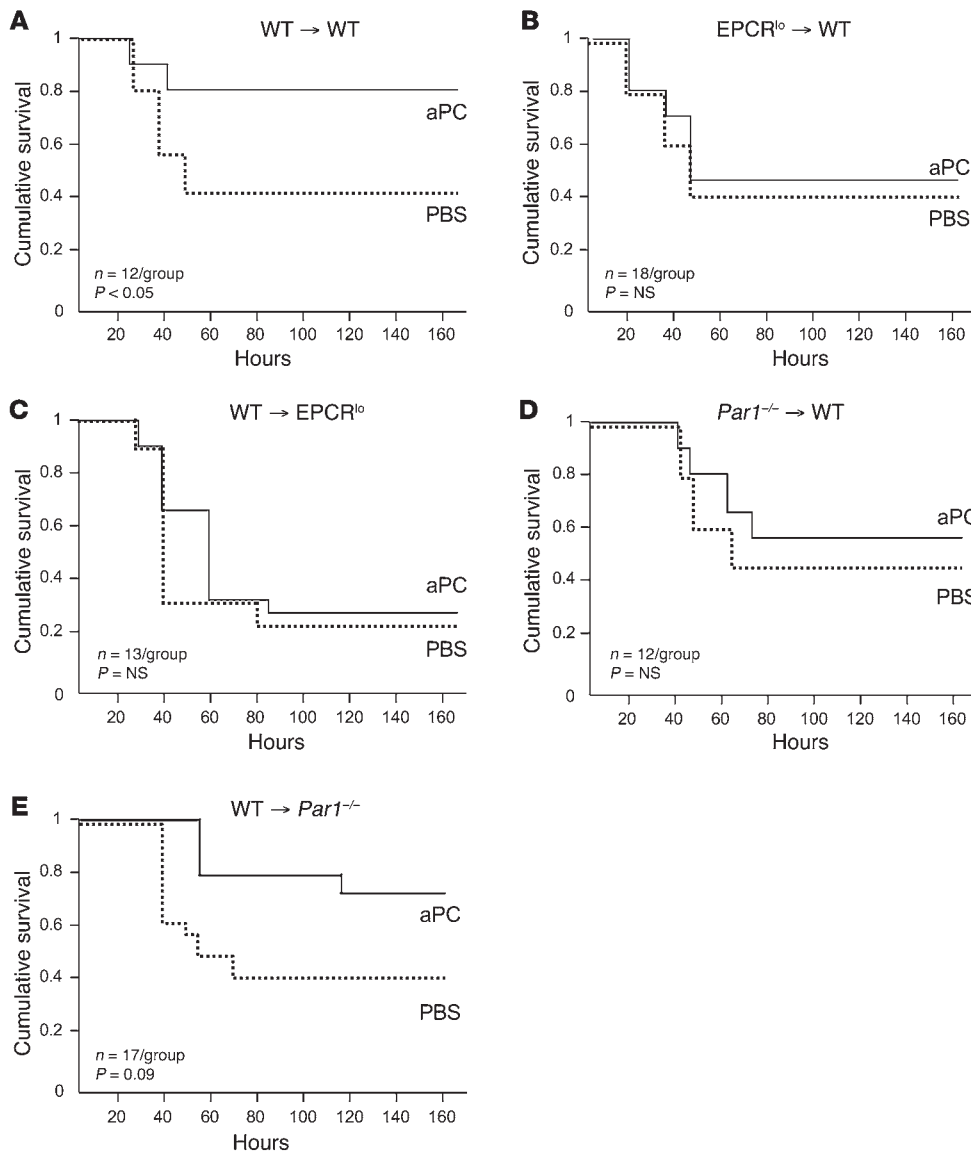 A
WT → WT
Cumulative survival
1
0.8
0.6
0.4
0.2
0
aPC
PBS
n = 12/group
P < 0.05
20 40 60 80 100 120 140 160
Hours
B
EPCRlo → WT
Cumulative survival
1
0.8
0.6
0.4
0.2
0
aPC
PBS
n = 18/group
P = NS
20 40 60 80 100 120 140 160
Hours
C
WT → EPCRlo
Cumulative survival
1
0.8
0.6
0.4
0.2
0
aPC
PBS
n = 13/group
P = NS
20 40 60 80 100 120 140 160
Hours
D
Par1–/– → WT
Cumulative survival
1
0.8
0.6
0.4
0.2
0
aPC
PBS
n = 12/group
P = NS
20 40 60 80 100 120 140 160
Hours
E
WT → Par1–/–
Cumulative survival
1
0.8
0.6
0.4
0.2
0
aPC
PBS
n = 17/group
P = 0.09
20 40 60 80 100 120 140 160
Hours